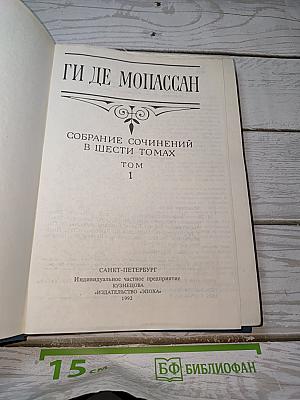 ГИ ДЕ МОПАССАН
СОБРАНИЕ СОЧИНЕНИЙ
В ШЕСТИ ТОМАХ
ТОМ
1
САНКТ-ПЕТЕРБУРГ
Индивидуальное частное предприятие
КУЗНЕЦОВА
«ИЗДАТЕЛЬСТВО «ЭПОХА»
1992
15 см
БФ БИБЛИОФАН